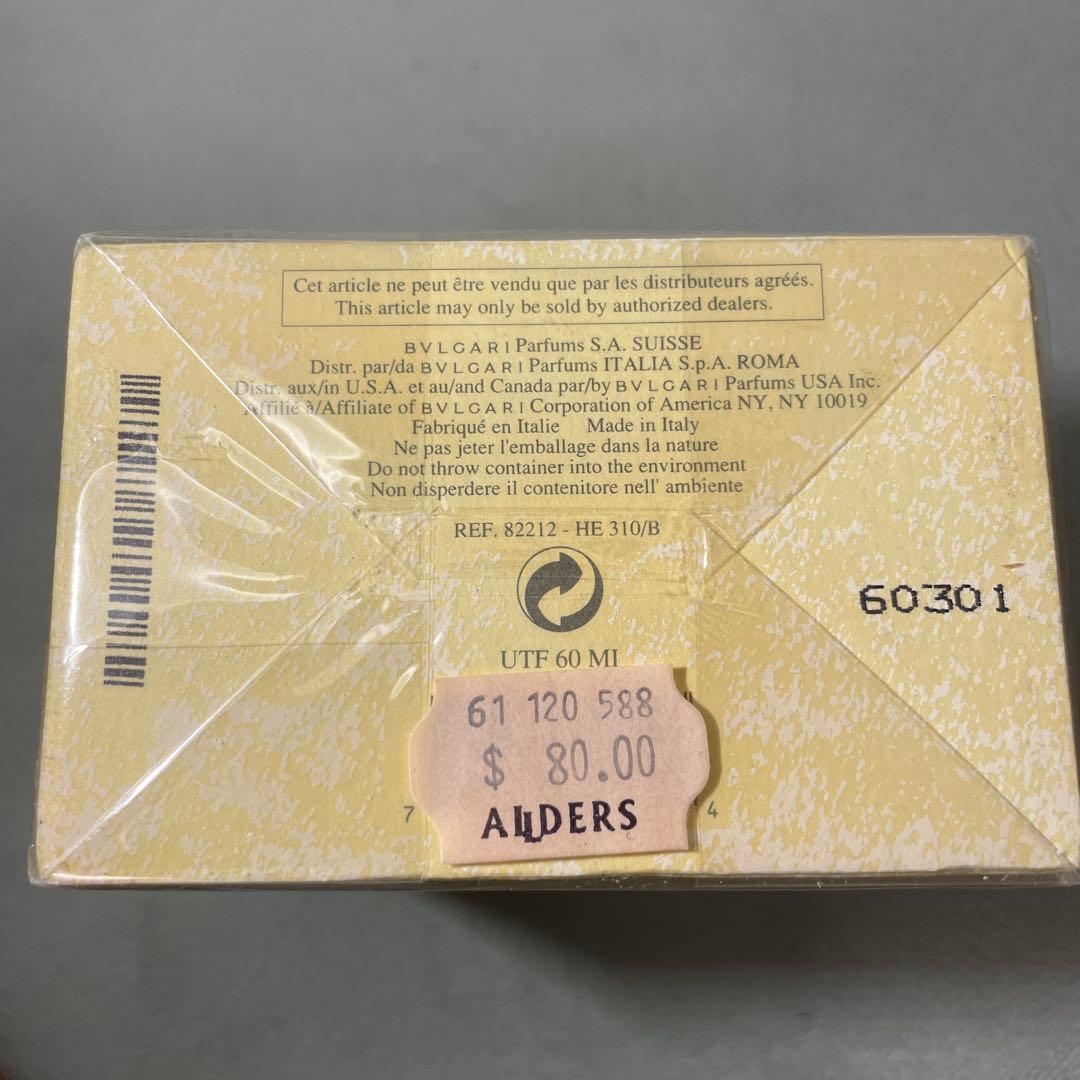 Cet article ne peut être vendu que par les distributeurs agréés.
This article may only be sold by authorized dealers.
BVLGARI Parfums S.A. SUISSE
Distr. par/da BVLGARI Parfums ITALIA S.p.A. ROMA
Distr. aux/in U.S.A. et au/and Canada par/by BVLGARI Parfums USA Inc.
Affilié à/Affiliate of BVLGARI Corporation of America NY, NY 10019
Fabriqué en Italie Made in Italy
Ne pas jeter l'emballage dans la nature
Do not throw container into the environment
Non disperdere il contenitore nell' ambiente
REF. 82212 - HE 310/B
60301
UTF 60 Ml
61 120 588
$ 80.00
ALLDERS
7 4